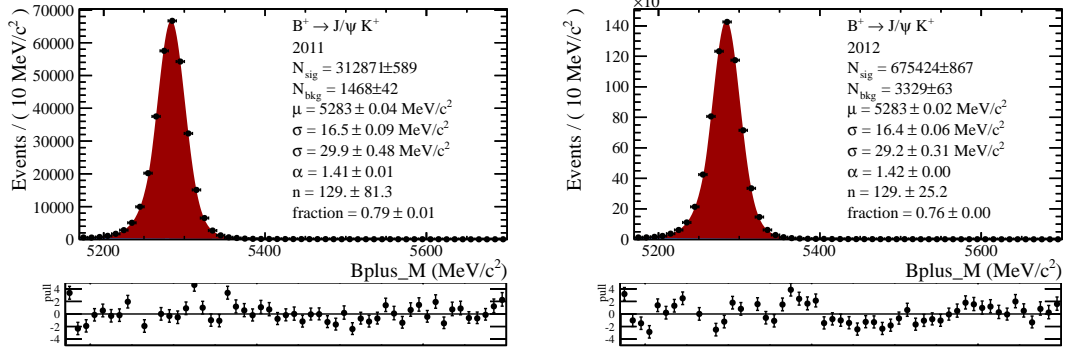 70000
60000
50000
40000
30000
20000
10000
0
Events / ( 10 MeV/c²)
B⁺ → J/ψ K⁺
2011
N_sig = 312871±589
N_bkg = 1468±42
μ = 5283 ± 0.04 MeV/c²
σ = 16.5 ± 0.09 MeV/c²
σ = 29.9 ± 0.48 MeV/c²
α = 1.41 ± 0.01
n = 129. ± 81.3
fraction = 0.79 ± 0.01
5200 5400 5600
Bplus_M (MeV/c²)
pull
4
2
0
-2
-4
140
120
100
80
60
40
20
0
Events / ( 10 MeV/c²)
B⁺ → J/ψ K⁺
2012
N_sig = 675424±867
N_bkg = 3329±63
μ = 5283 ± 0.02 MeV/c²
σ = 16.4 ± 0.06 MeV/c²
σ = 29.2 ± 0.31 MeV/c²
α = 1.42 ± 0.00
n = 129. ± 25.2
fraction = 0.76 ± 0.00
5200 5400 5600
Bplus_M (MeV/c²)
pull
4
2
0
-2
-4